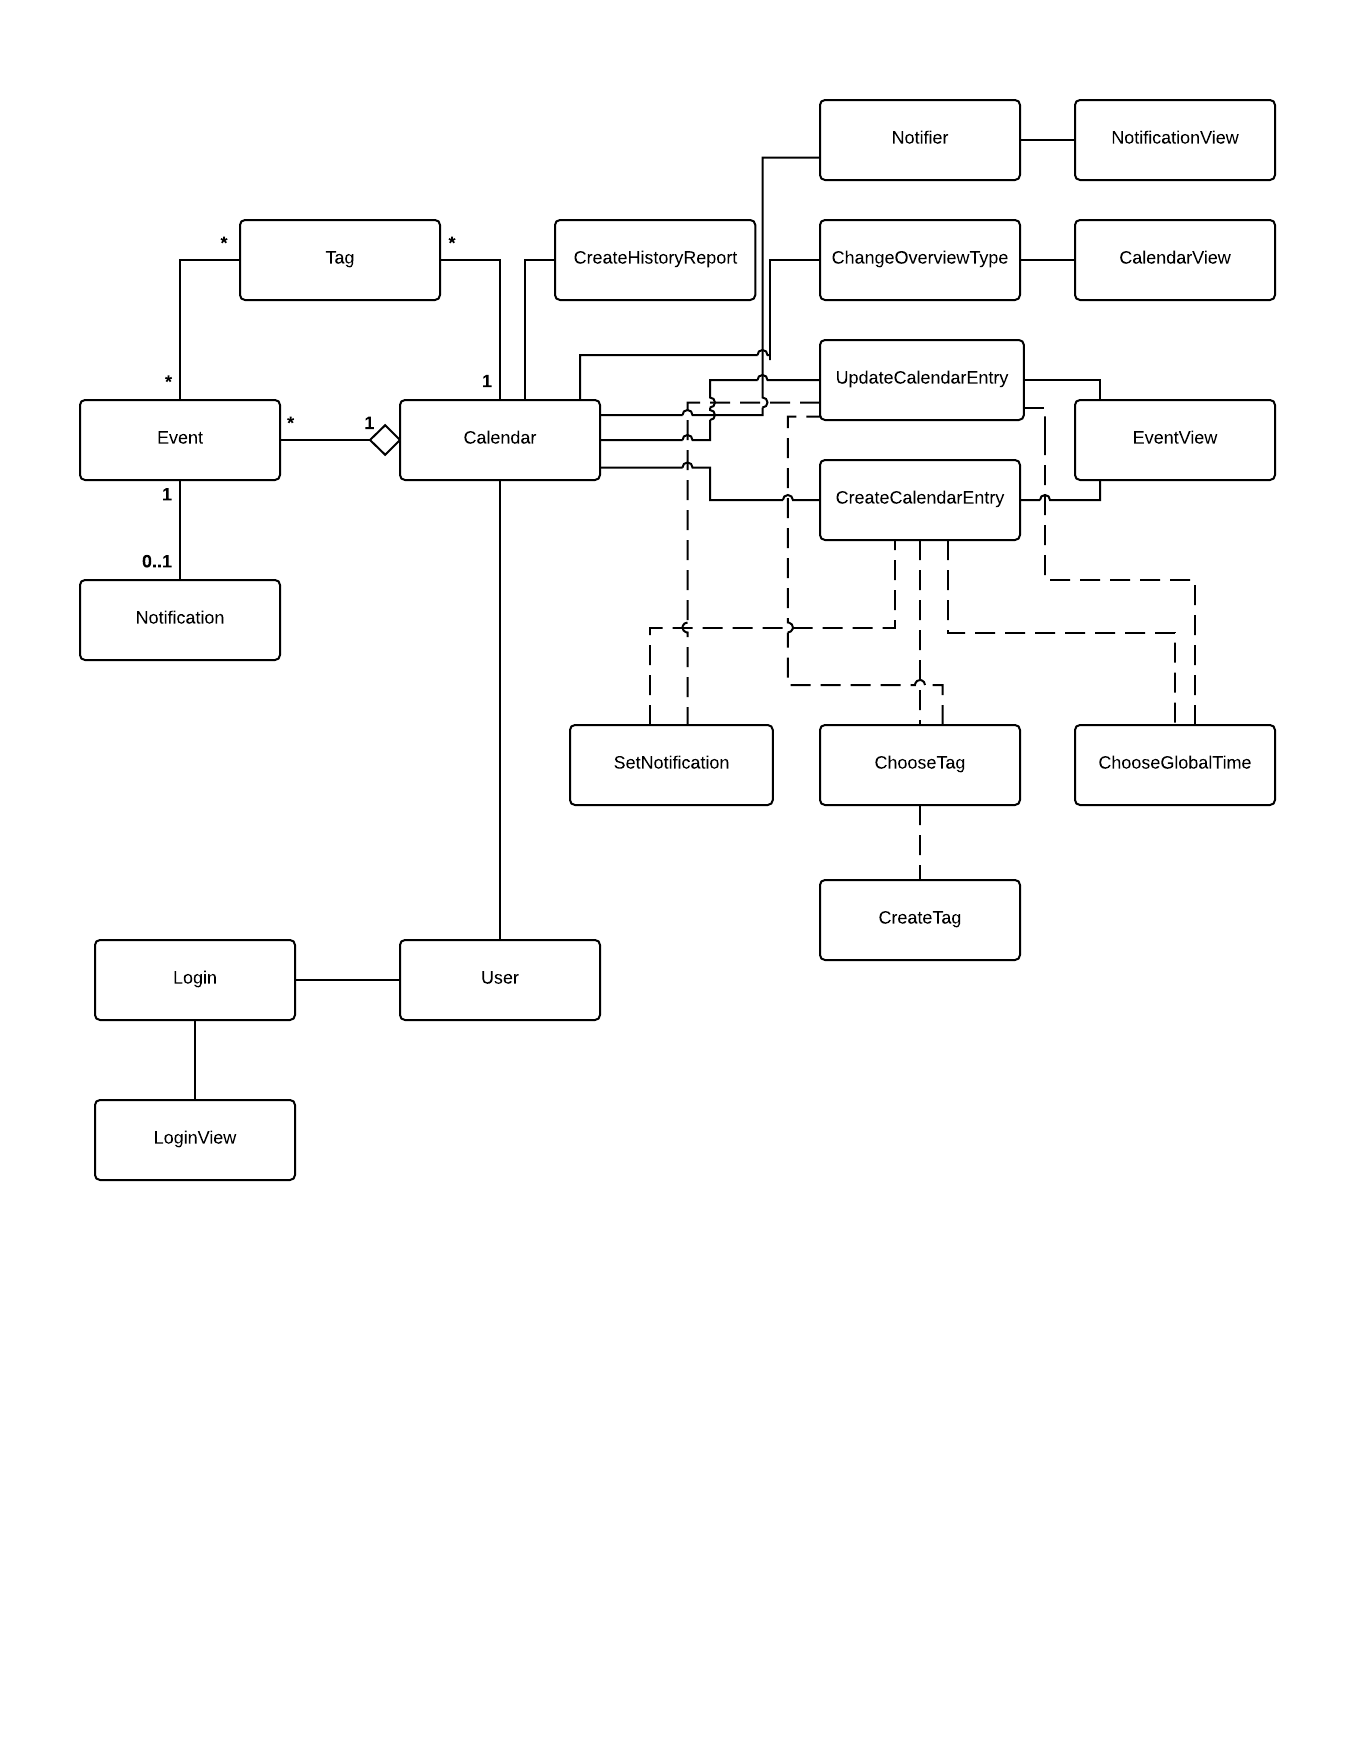 Notifier
NotificationView
*
Tag
*
CreateHistoryReport
ChangeOverviewType
CalendarView
*
1
UpdateCalendarEntry
Event
*
1
Calendar
EventView
1
CreateCalendarEntry
0..1
Notification
SetNotification
ChooseTag
ChooseGlobalTime
CreateTag
Login
User
LoginView